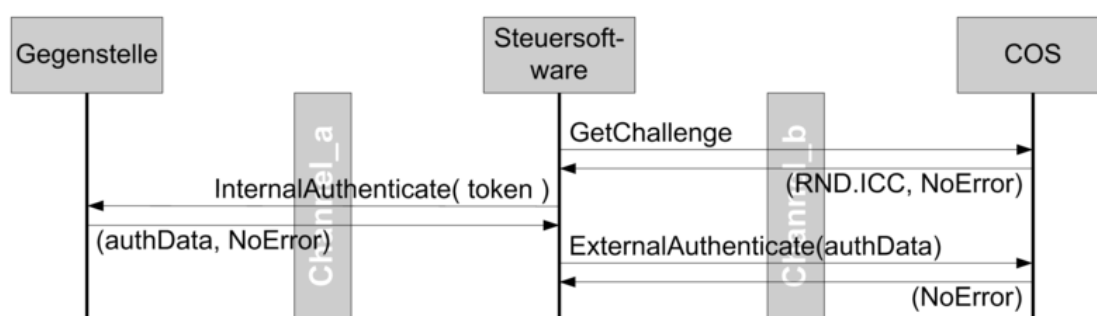 Gegenstelle
Steuersoft-
ware
COS
Channel_a
Channel_b
GetChallenge
(RND.ICC, NoError)
InternalAuthenticate( token )
(authData, NoError)
ExternalAuthenticate(authData)
(NoError)